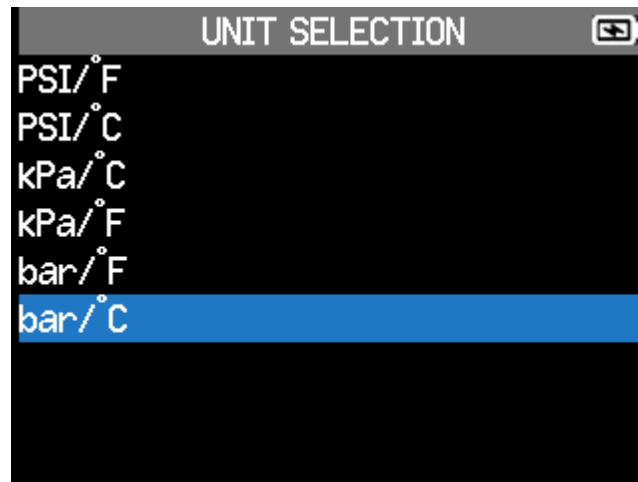 UNIT SELECTION
PSI/°F
PSI/°C
kPa/°C
kPa/°F
bar/°F
bar/°C